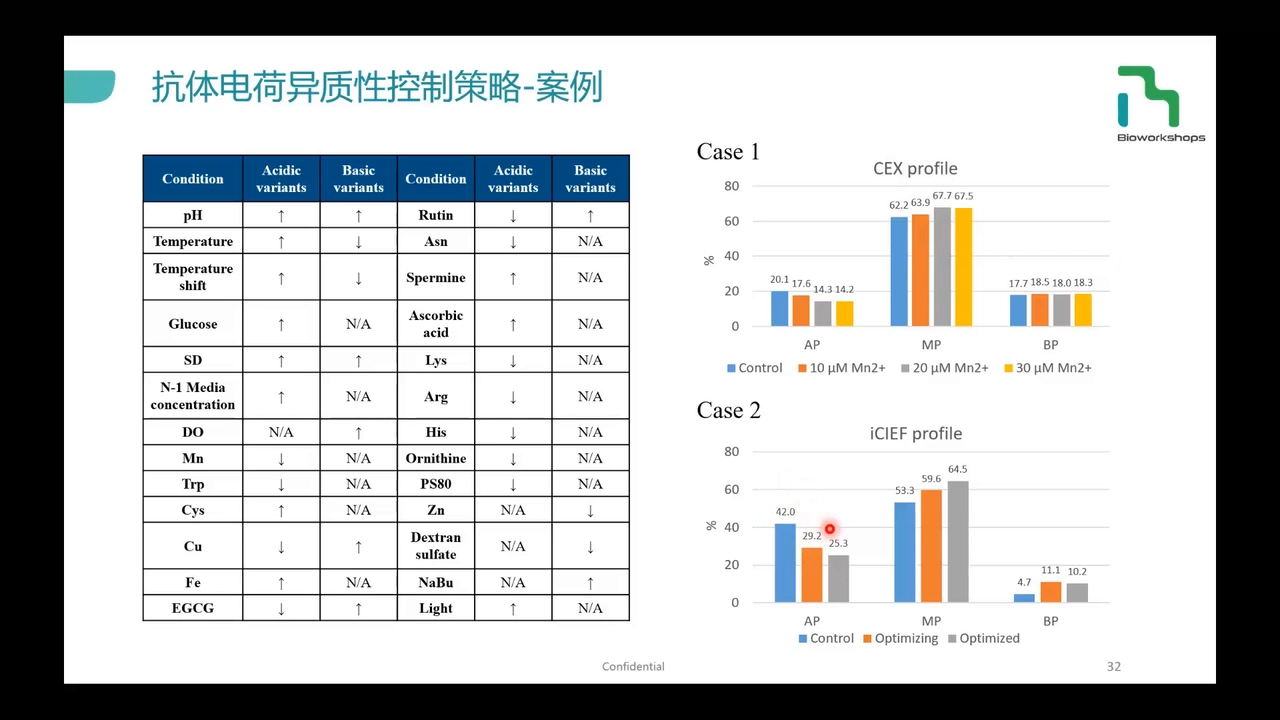 抗体电荷异质性控制策略-案例
Bioworkshops
Condition Acidic variants Basic variants Condition Acidic variants Basic variants
pH ↑ ↑ Rutin ↓ ↑
Temperature ↑ ↓ Asn ↓ N/A
Temperature shift ↑ ↓ Spermine ↑ N/A
Glucose ↑ N/A Ascorbic acid ↑ N/A
SD ↑ ↑ Lys ↓ N/A
N-1 Media concentration ↑ N/A Arg ↓ N/A
DO N/A ↑ His ↓ N/A
Mn ↓ N/A Ornithine ↓ N/A
Trp ↓ N/A PS80 ↓ N/A
Cys ↑ N/A Zn N/A ↓
Cu ↓ ↑ Dextran sulfate N/A ↓
Fe ↑ N/A NaBu N/A ↑
EGCG ↓ ↑ Light ↑ N/A
Case 1
CEX profile
%
80
60
40
20
0
20.1 17.6 14.3 14.2
62.2 63.9 67.7 67.5
17.7 18.5 18.0 18.3
AP MP BP
Control 10 μM Mn2+ 20 μM Mn2+ 30 μM Mn2+
Case 2
iCIEF profile
%
80
60
40
20
0
42.0 29.2 25.3
53.3 59.6 64.5
4.7 11.1 10.2
AP MP BP
Control Optimizing Optimized
Confidential
32